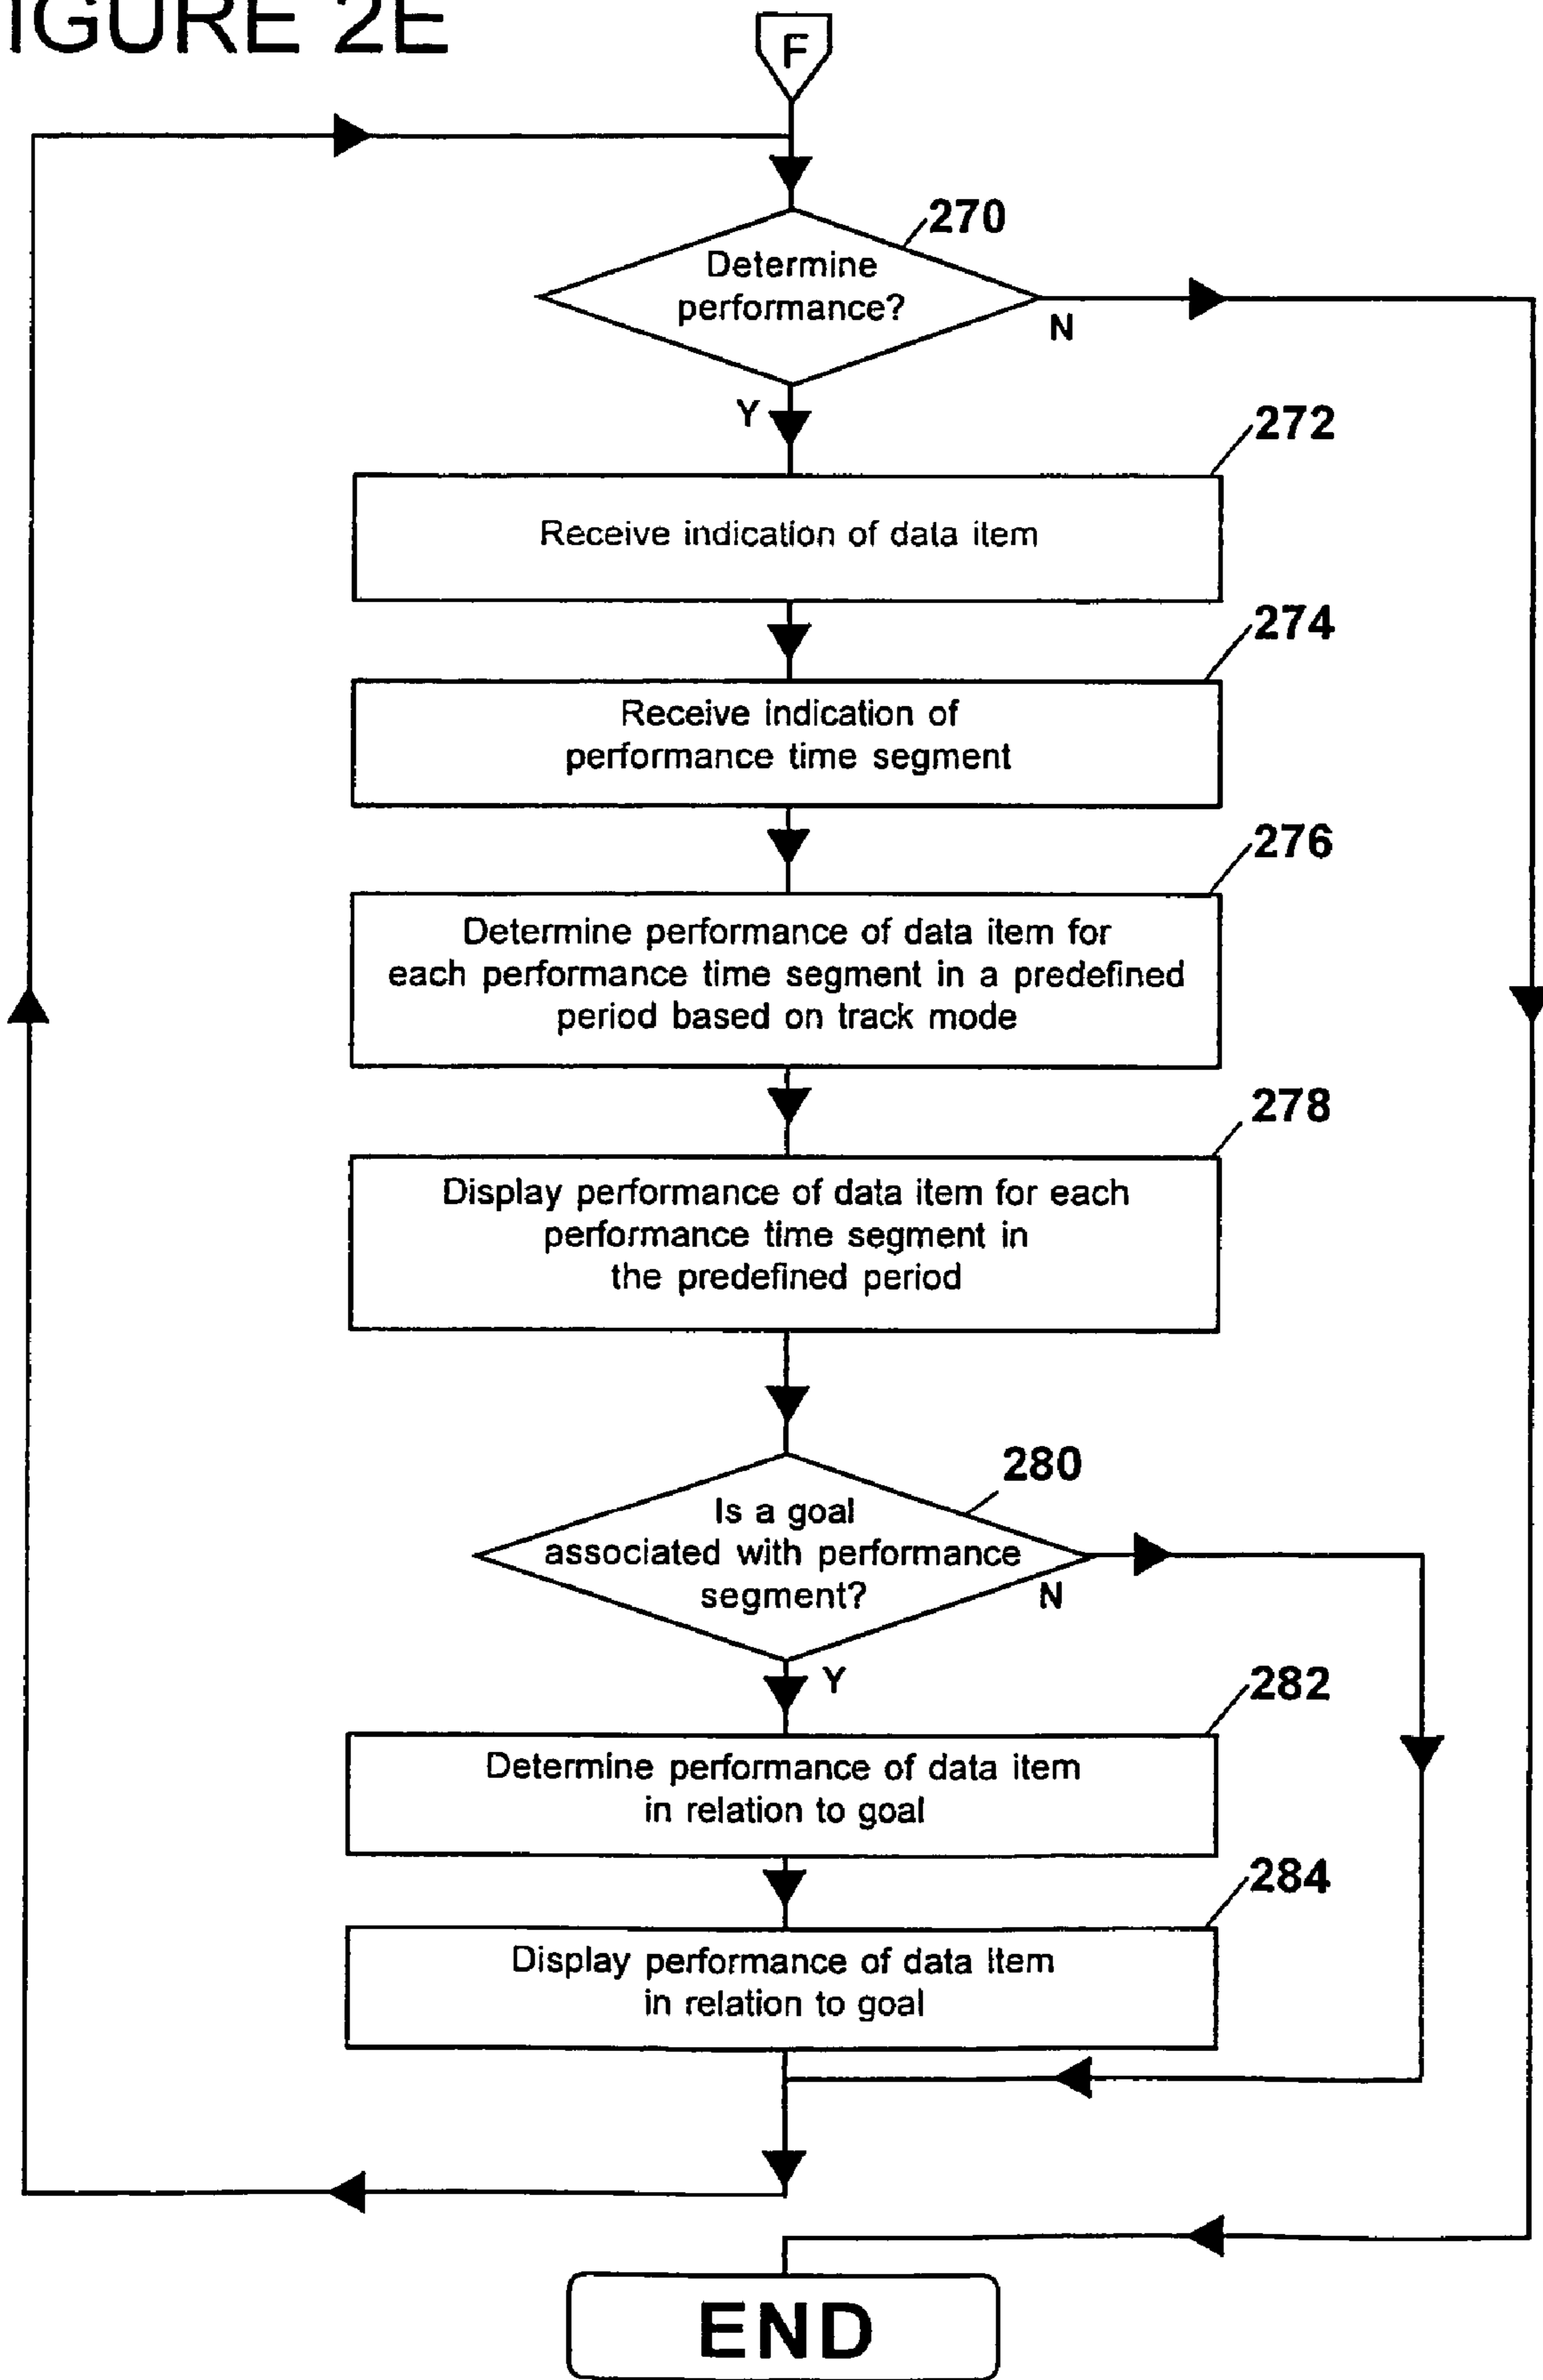 IGURE 2E
F
270
Determine
performance?
N
Y
272
Receive indication of data item
274
Receive indication of
performance time segment
276
Determine performance of data item for
each performance time segment in a predefined
period based on track mode
278
Display performance of data item for each
performance time segment in
the predefined period
280
Is a goal
associated with performance
segment?
N
Y
282
Determine performance of data item
in relation to goal
284
Display performance of data item
in relation to goal
END